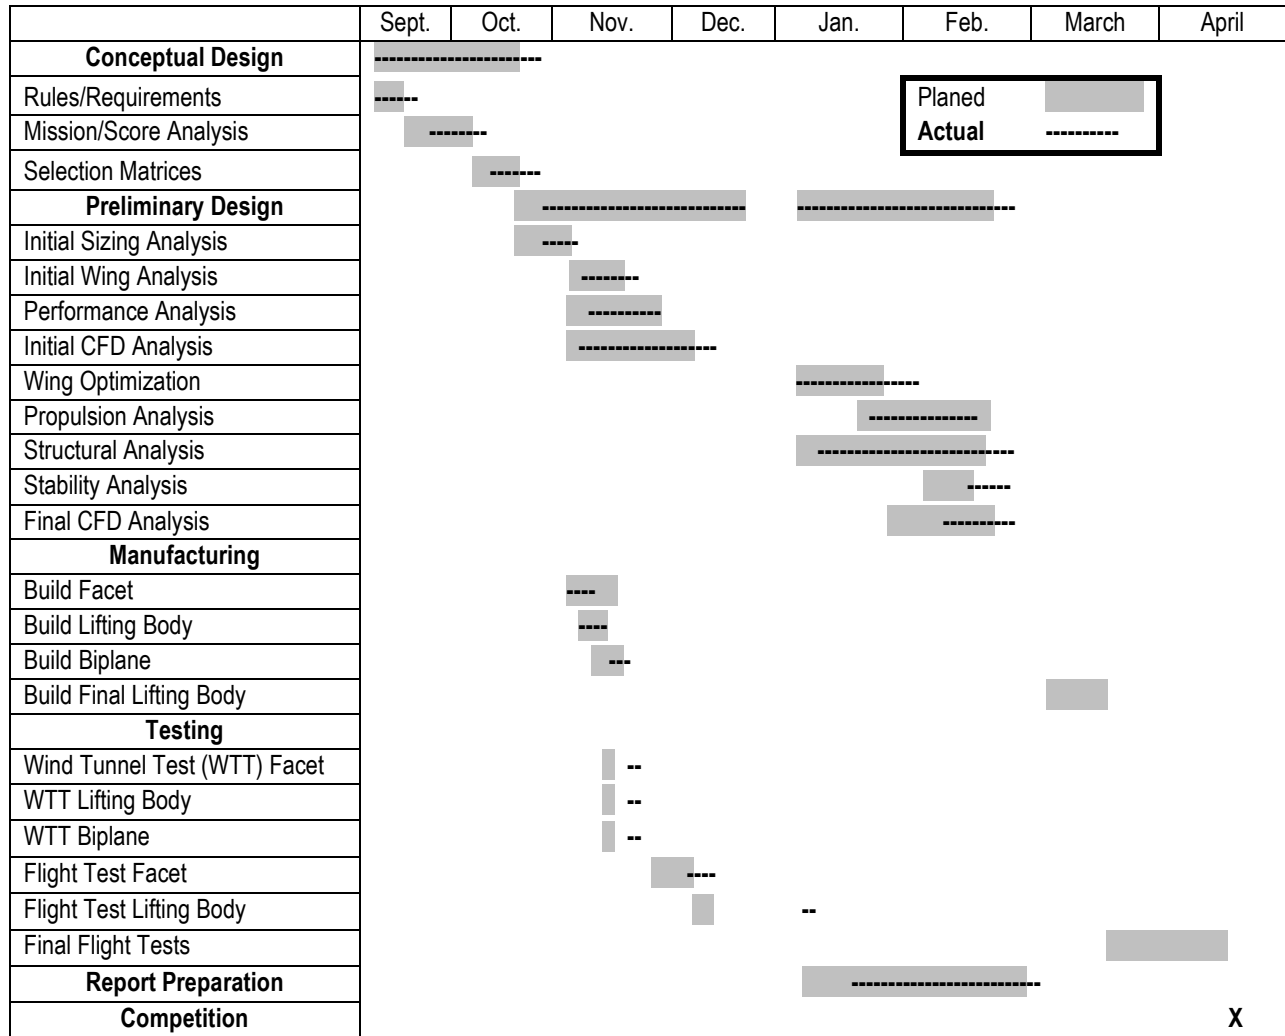 Sept. Oct. Nov. Dec. Jan. Feb. March April
Conceptual Design
Rules/Requirements Planed
Mission/Score Analysis Actual
Selection Matrices
Preliminary Design
Initial Sizing Analysis
Initial Wing Analysis
Performance Analysis
Initial CFD Analysis
Wing Optimization
Propulsion Analysis
Structural Analysis
Stability Analysis
Final CFD Analysis
Manufacturing
Build Facet
Build Lifting Body
Build Biplane
Build Final Lifting Body
Testing
Wind Tunnel Test (WTT) Facet
WTT Lifting Body
WTT Biplane
Flight Test Facet
Flight Test Lifting Body
Final Flight Tests
Report Preparation
Competition X